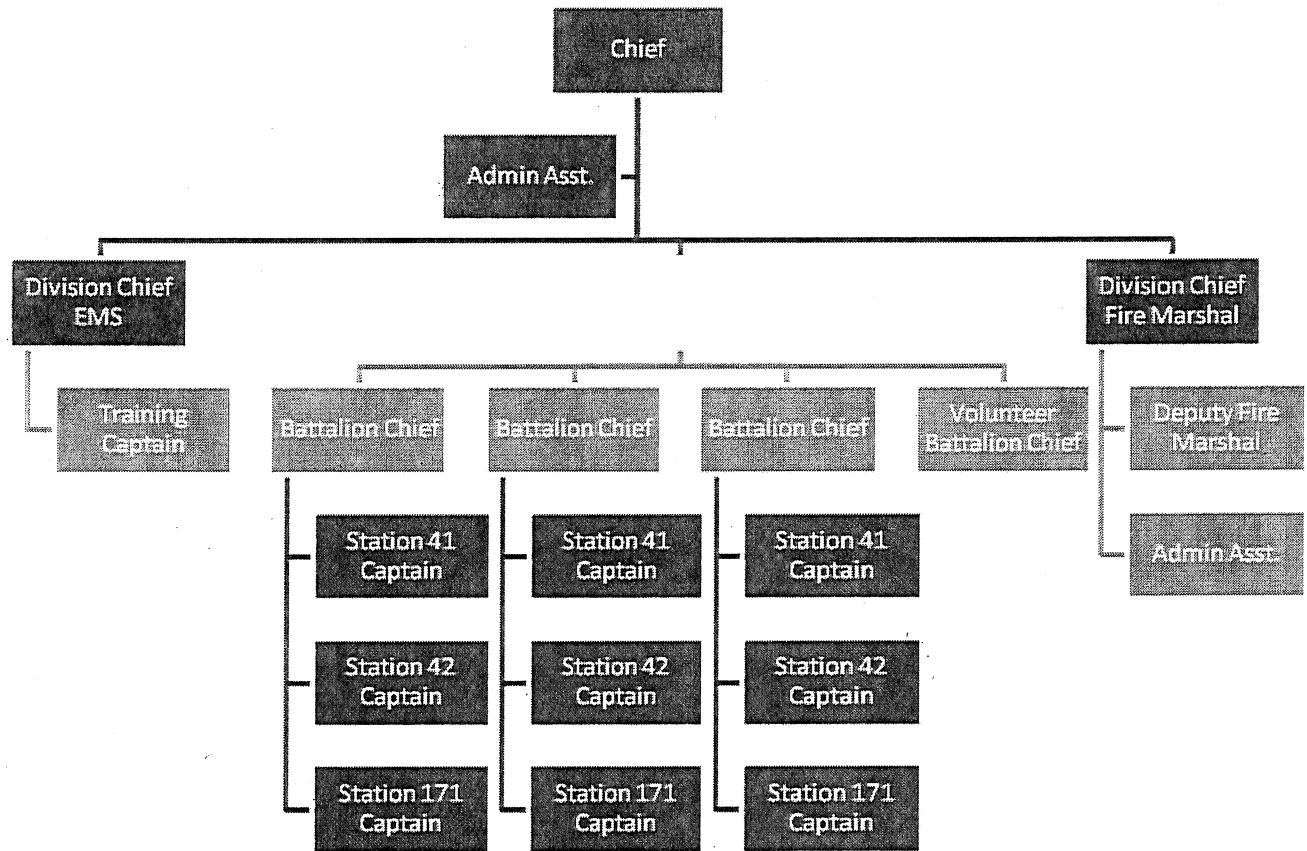 Chief
Admin Asst.
Division Chief
EMS
Division Chief
Fire Marshal
Training
Captain
Battalion Chief
Battalion Chief
Battalion Chief
Volunteer
Battalion Chief
Deputy Fire
Marshal
Station 41
Captain
Station 41
Captain
Station 41
Captain
Admin Asst.
Station 42
Captain
Station 42
Captain
Station 42
Captain
Station 171
Captain
Station 171
Captain
Station 171
Captain